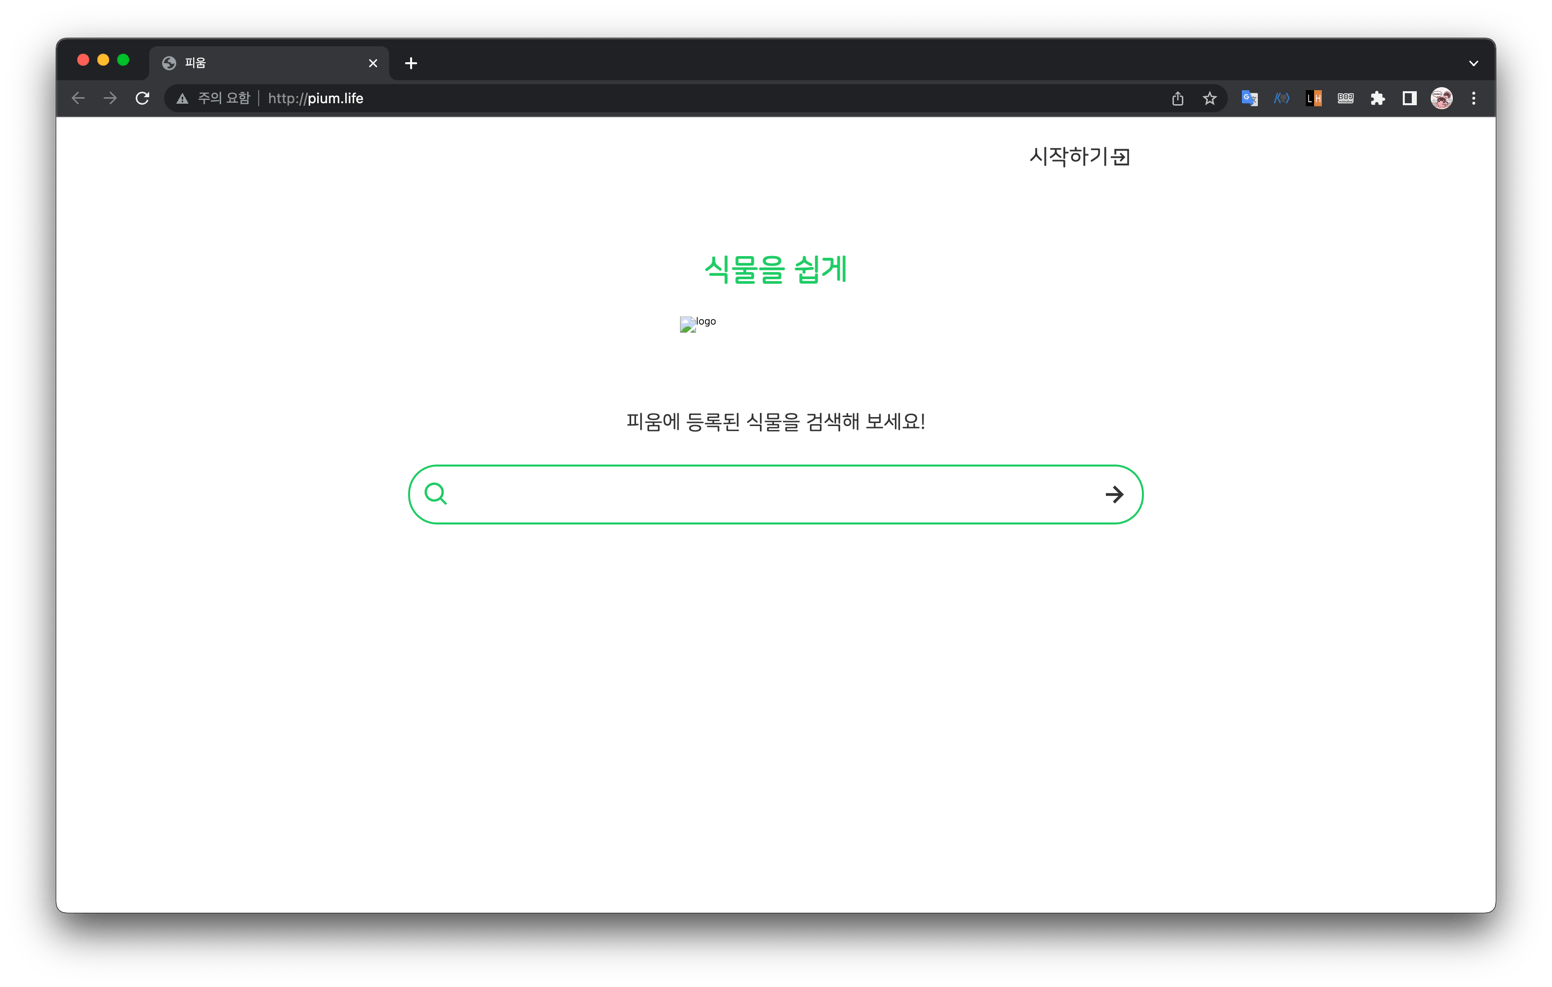 피움
주의 요함 http://pium.life
시작하기
식물을 쉽게
logo
피움에 등록된 식물을 검색해 보세요!